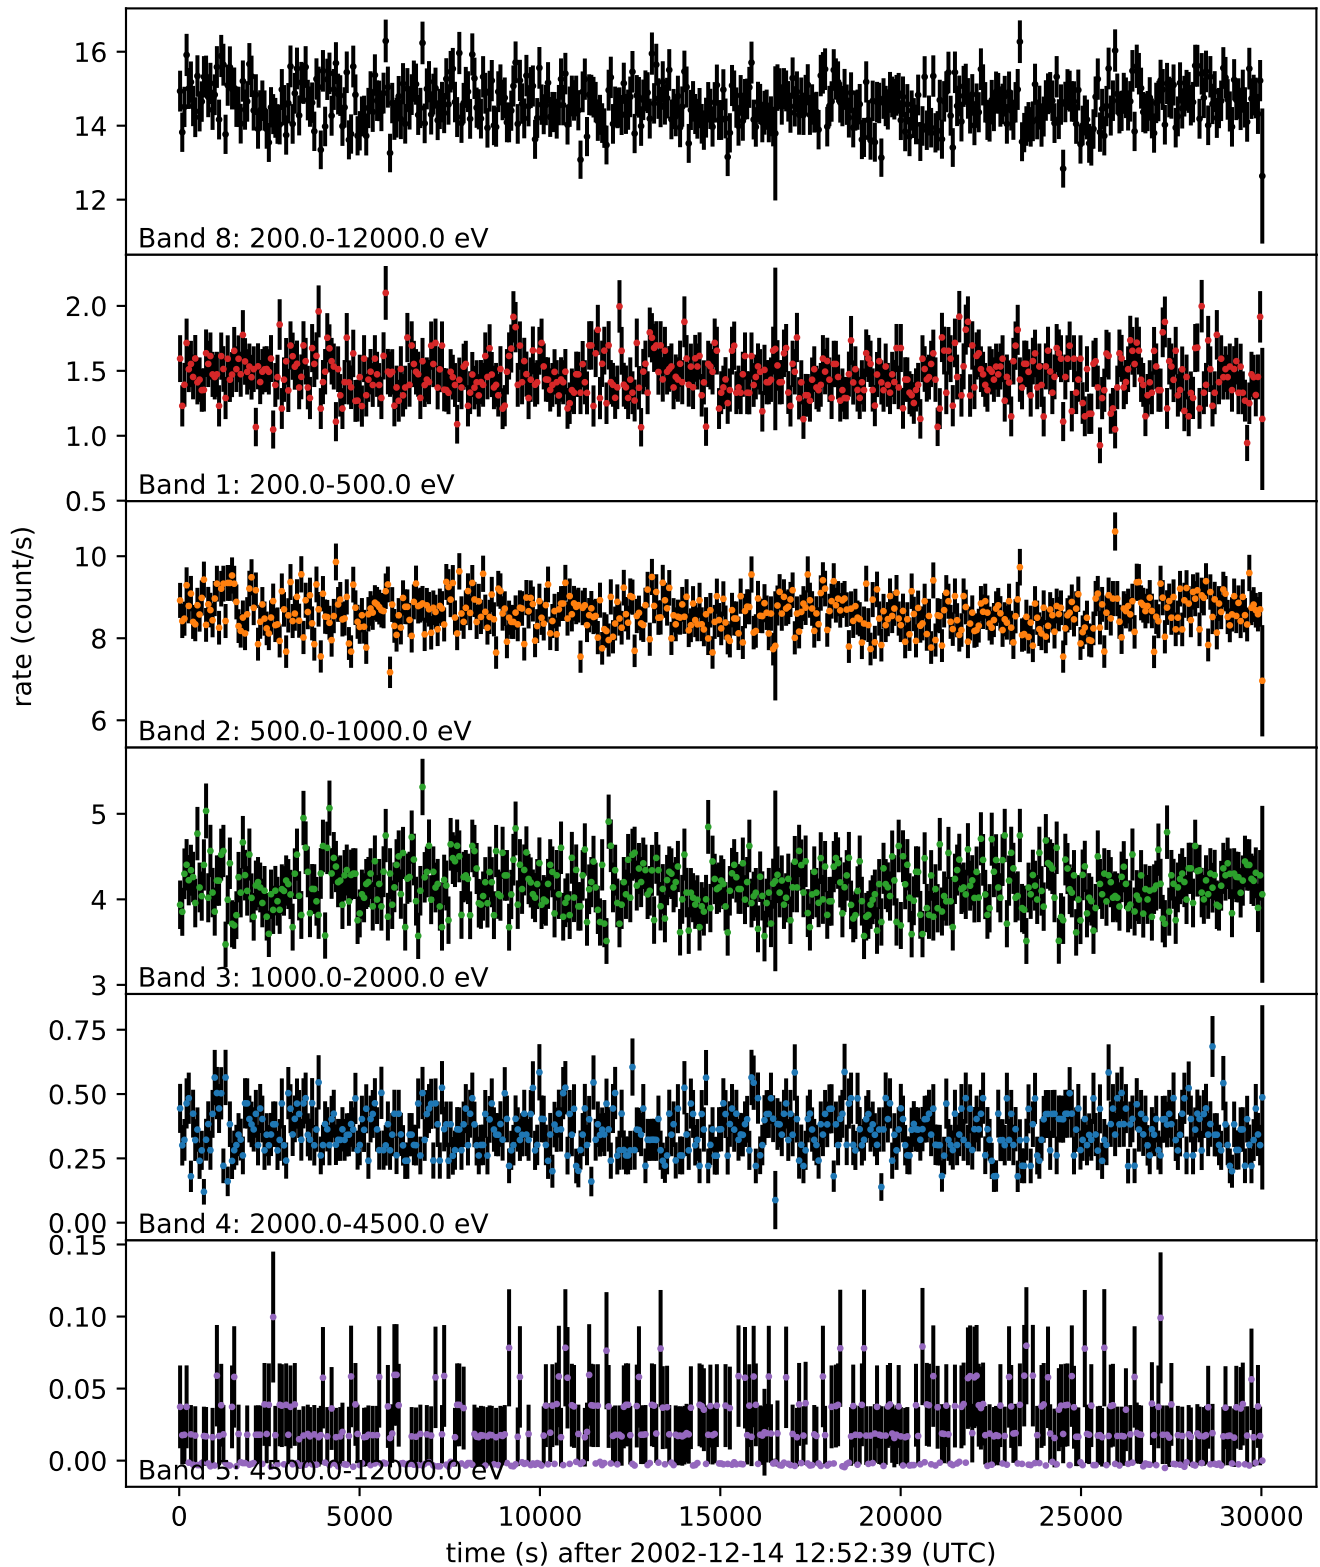 16
14
12
Band 8: 200.0-12000.0 eV
2.0
1.5
1.0
0.5
Band 1: 200.0-500.0 eV
10
8
6
Band 2: 500.0-1000.0 eV
rate (count/s)
5
4
3
Band 3: 1000.0-2000.0 eV
0.75
0.50
0.25
0.00
Band 4: 2000.0-4500.0 eV
0.15
0.10
0.05
0.00
Band 5: 4500.0-12000.0 eV
0 5000 10000 15000 20000 25000 30000
time (s) after 2002-12-14 12:52:39 (UTC)